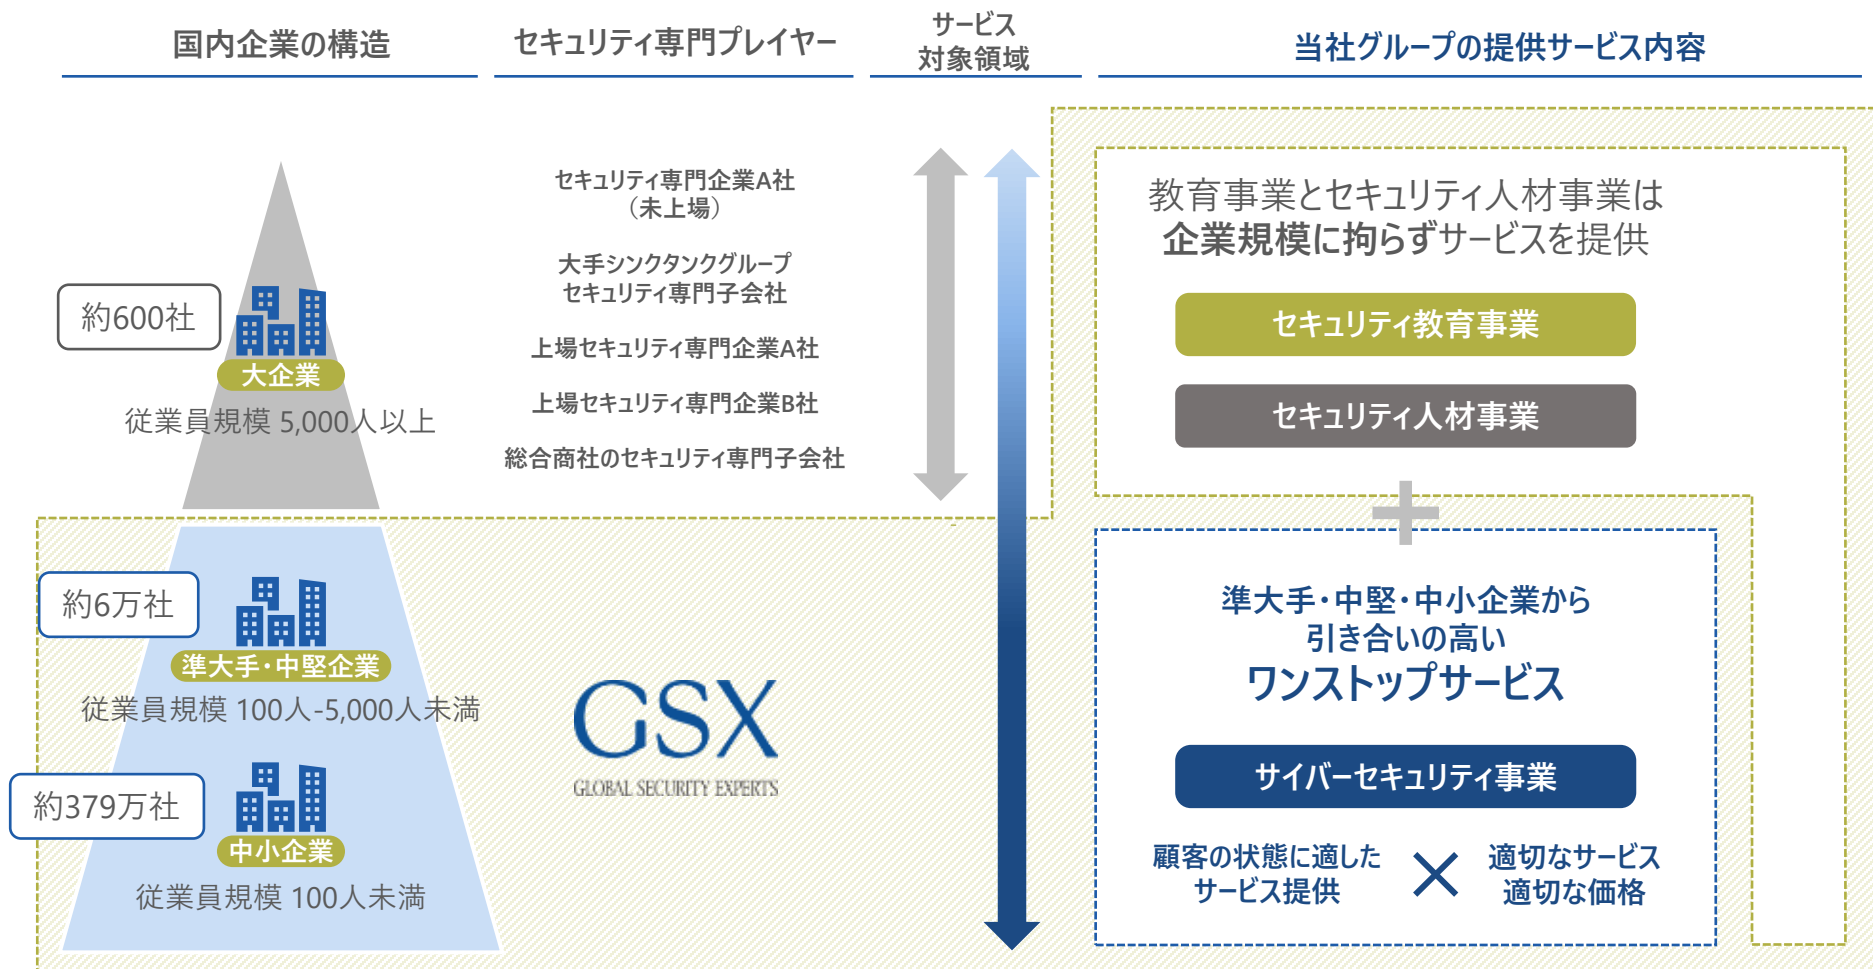 国内企業の構造
セキュリティ専門プレイヤー
サービス
対象領域
当社グループの提供サービス内容
約600社
大企業
従業員規模 5,000人以上
約6万社
準大手・中堅企業
従業員規模 100人-5,000人未満
約379万社
中小企業
従業員規模 100人未満
セキュリティ専門企業A社
（未上場）
大手シンクタンクグループ
セキュリティ専門子会社
上場セキュリティ専門企業A社
上場セキュリティ専門企業B社
総合商社のセキュリティ専門子会社
GSX
GLOBAL SECURITY EXPERTS
教育事業とセキュリティ人材事業は
企業規模に拘らずサービスを提供
セキュリティ教育事業
セキュリティ人材事業
準大手・中堅・中小企業から
引き合いの高い
ワンストップサービス
サイバーセキュリティ事業
顧客の状態に適した
サービス提供
適切なサービス
適切な価格